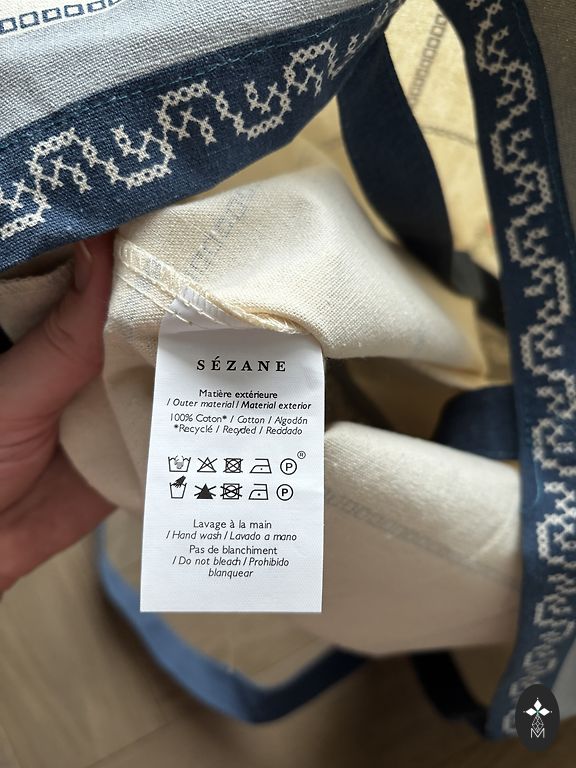 SÉZANE
Matière extérieure
/ Outer material / Material exterior
100% Coton* / Cotton / Algodón
*Recyclé / Recycled / Reciclado
P ®
P
Lavage à la main
/ Hand wash / Lavado a mano
Pas de blanchiment
/ Do not bleach / Prohibido
blanquear
M